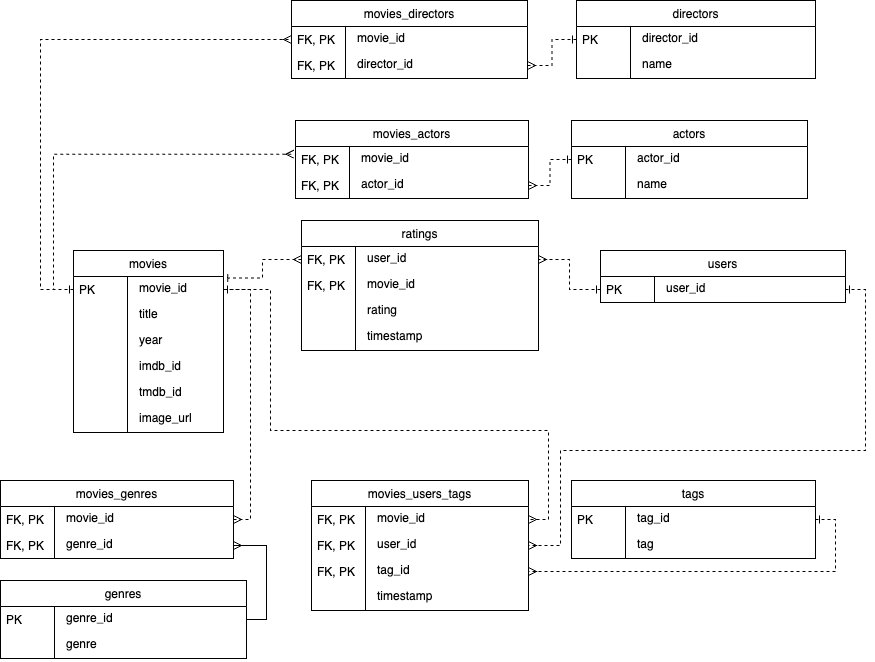 movies_directors
FK, PK movie_id
FK, PK director_id
directors
PK director_id
name
movies_actors
FK, PK movie_id
FK, PK actor_id
actors
PK actor_id
name
ratings
FK, PK user_id
FK, PK movie_id
rating
timestamp
movies
PK movie_id
title
year
imdb_id
tmdb_id
image_url
users
PK user_id
movies_genres
FK, PK movie_id
FK, PK genre_id
movies_users_tags
FK, PK movie_id
FK, PK user_id
FK, PK tag_id
timestamp
tags
PK tag_id
tag
genres
PK genre_id
genre